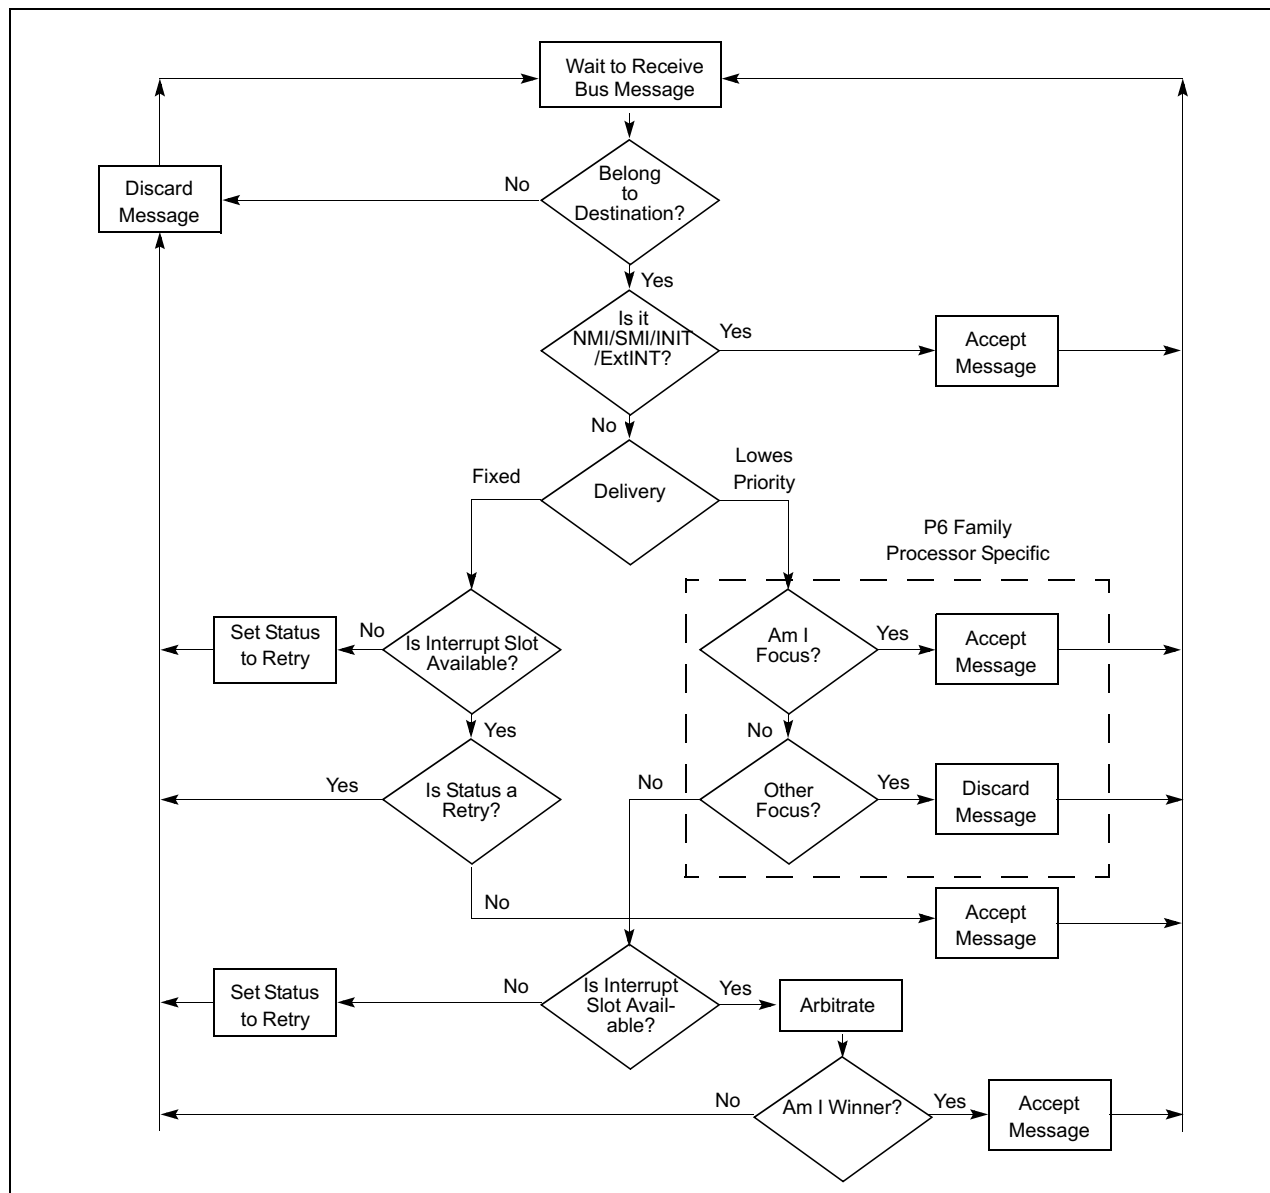 Wait to Receive
Bus Message
Belong
to
Destination?
No
Discard
Message
Yes
Is it
NMI/SMI/INIT
/ExtINT?
Yes
Accept
Message
No
Delivery
Fixed
Lowes
Priority
P6 Family
Processor Specific
Set Status
to Retry
No
Is Interrupt Slot
Available?
Am I
Focus?
Yes
Accept
Message
Yes
No
Yes
Is Status a
Retry?
No
Other
Focus?
Yes
Discard
Message
No
Accept
Message
Set Status
to Retry
No
Is Interrupt
Slot Avail-
able?
Yes
Arbitrate
No
Am I Winner?
Yes
Accept
Message